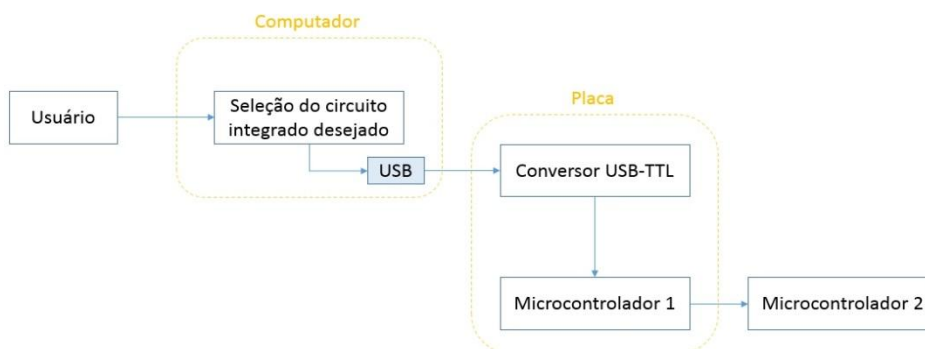 Computador
Usuário
Seleção do circuito
integrado desejado
USB
Placa
Conversor USB-TTL
Microcontrolador 1
Microcontrolador 2